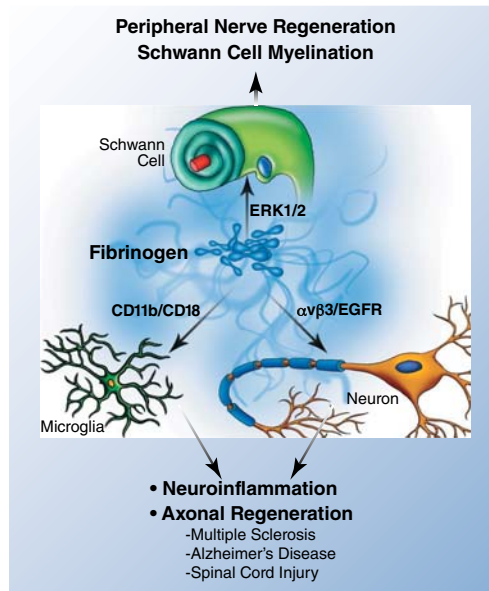 Peripheral Nerve Regeneration
Schwann Cell Myelination
Schwann
Cell
ERK1/2
Fibrinogen
CD11b/CD18
αvβ3/EGFR
Neuron
Microglia
• Neuroinflammation
• Axonal Regeneration
-Multiple Sclerosis
-Alzheimer's Disease
-Spinal Cord Injury